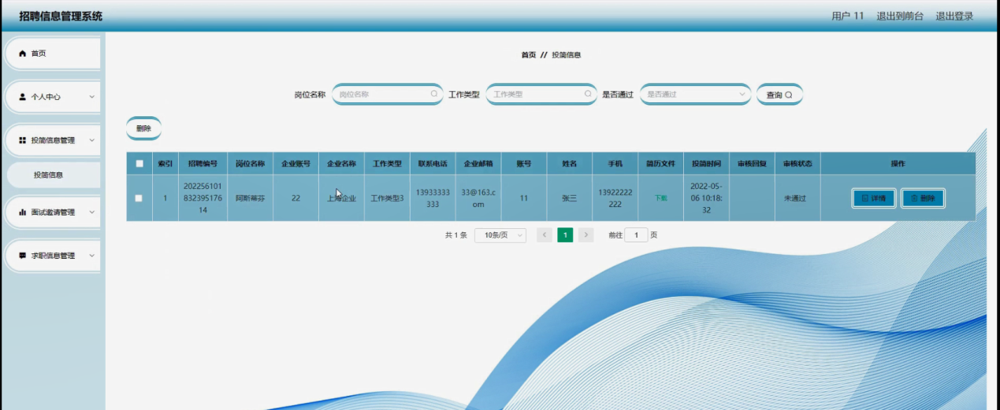 招聘信息管理系统
用户 11 退出到前台 退出登录
首页
个人中心
投简信息管理
投简信息
面试邀请管理
求职信息管理
首页 // 投简信息
岗位名称 岗位名称 工作类型 工作类型 是否通过 是否通过 查询
删除
索引 招聘编号 岗位名称 企业账号 企业名称 工作类型 联系电话 企业邮箱 账号 姓名 手机 简历文件 投简时间 审核回复 审核状态 操作
1
202256101
832395176
14
阿斯蒂芬
22
上海企业
工作类型3
13933333
333
33@163.c
om
11
张三
13922222
222
下载
2022-05-
06 10:18:
32
未通过
详情
删除
共 1 条 10条/页 1 前往 1 页